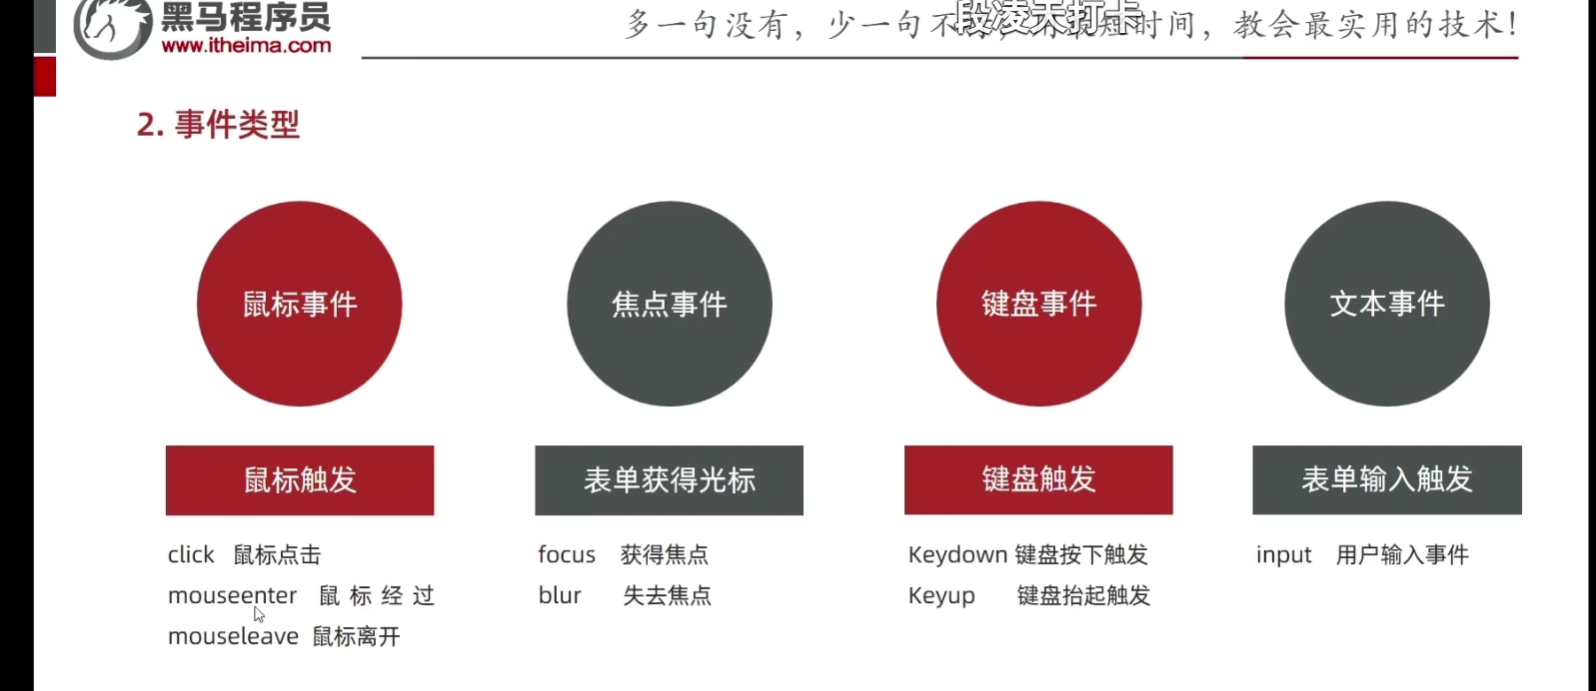 黑马程序员
www.itheima.com
多一句没有，少一句不
短时间，教会最实用的技术！
段凌天打卡
2. 事件类型
鼠标事件
焦点事件
键盘事件
文本事件
鼠标触发
表单获得光标
键盘触发
表单输入触发
click 鼠标点击
mouseenter 鼠标经过
mouseleave 鼠标离开
focus 获得焦点
blur 失去焦点
Keydown 键盘按下触发
Keyup 键盘抬起触发
input 用户输入事件